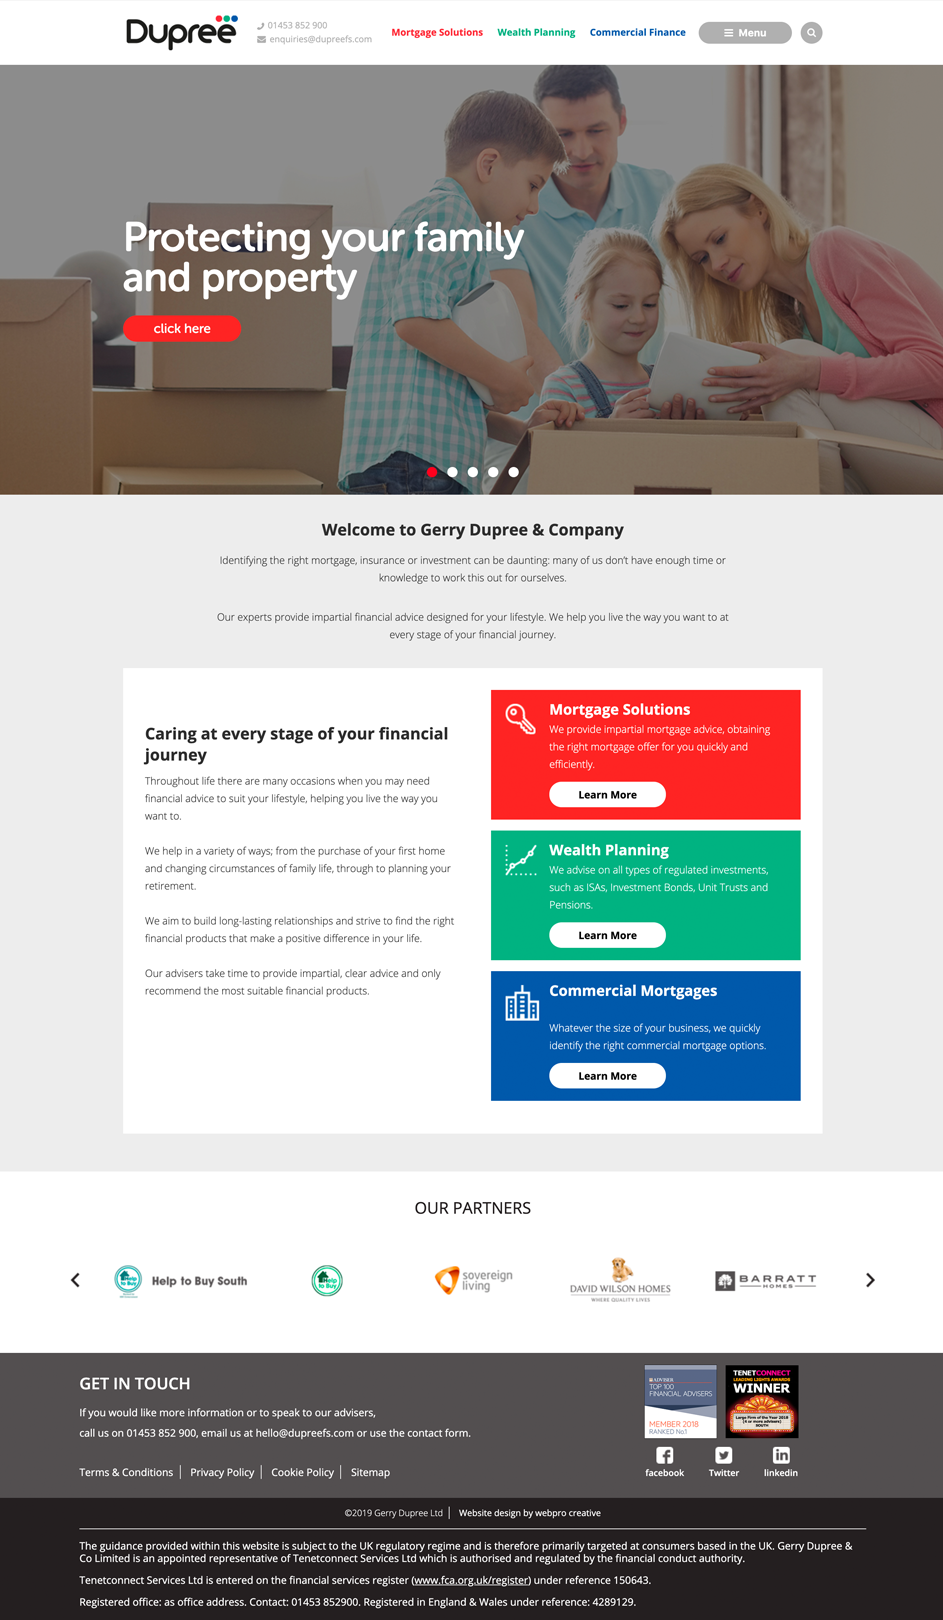 Dupree
01453 852 900
enquiries@dupreefs.com
Mortgage Solutions
Wealth Planning
Commercial Finance
Menu
Protecting your family
and property
click here
Welcome to Gerry Dupree & Company
Identifying the right mortgage, insurance or investment can be daunting: many of us don't have enough time or
knowledge to work this out for ourselves.
Our experts provide impartial financial advice designed for your lifestyle. We help you live the way you want to at
every stage of your financial journey.
Caring at every stage of your financial
journey
Throughout life there are many occasions when you may need
financial advice to suit your lifestyle, helping you live the way you
want to.
We help in a variety of ways; from the purchase of your first home
and changing circumstances of family life, through to planning your
retirement.
We aim to build long-lasting relationships and strive to find the right
financial products that make a positive difference in your life.
Our advisers take time to provide impartial, clear advice and only
recommend the most suitable financial products.
Mortgage Solutions
We provide impartial mortgage advice, obtaining
the right mortgage offer for you quickly and
efficiently.
Learn More
Wealth Planning
We advise on all types of regulated investments,
such as ISAs, Investment Bonds, Unit Trusts and
Pensions.
Learn More
Commercial Mortgages
Whatever the size of your business, we quickly
identify the right commercial mortgage options.
Learn More
OUR PARTNERS
Help to Buy
Help to Buy South
Help to Buy
sovereign
living
DAVID WILSON HOMES
WHERE QUALITY LIVES
BARRATT
HOMES
GET IN TOUCH
If you would like more information or to speak to our advisers,
call us on 01453 852 900, email us at hello@dupreefs.com or use the contact form.
Terms & Conditions
Privacy Policy
Cookie Policy
Sitemap
ADVISER
TOP 100
FINANCIAL ADVISERS
MEMBER 2018
RANKED No.1
TENETCONNECT
LEADING LIGHTS AWARDS
WINNER
Large Firm of the Year 2018
(4 or more advisers)
SOUTH
facebook
Twitter
linkedin
©2019 Gerry Dupree Ltd
Website design by webpro creative
The guidance provided within this website is subject to the UK regulatory regime and is therefore primarily targeted at consumers based in the UK. Gerry Dupree &
Co Limited is an appointed representative of Tenetconnect Services Ltd which is authorised and regulated by the financial conduct authority.
Tenetconnect Services Ltd is entered on the financial services register (www.fca.org.uk/register) under reference 150643.
Registered office: as office address. Contact: 01453 852900. Registered in England & Wales under reference: 4289129.